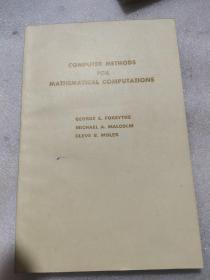 COMPUTER METHODS
FOR
MATHEMATICAL COMPUTATIONS
GEORGE E. FORSYTHE
MICHAEL A. MALCOLM
CLEVE B. MOLER